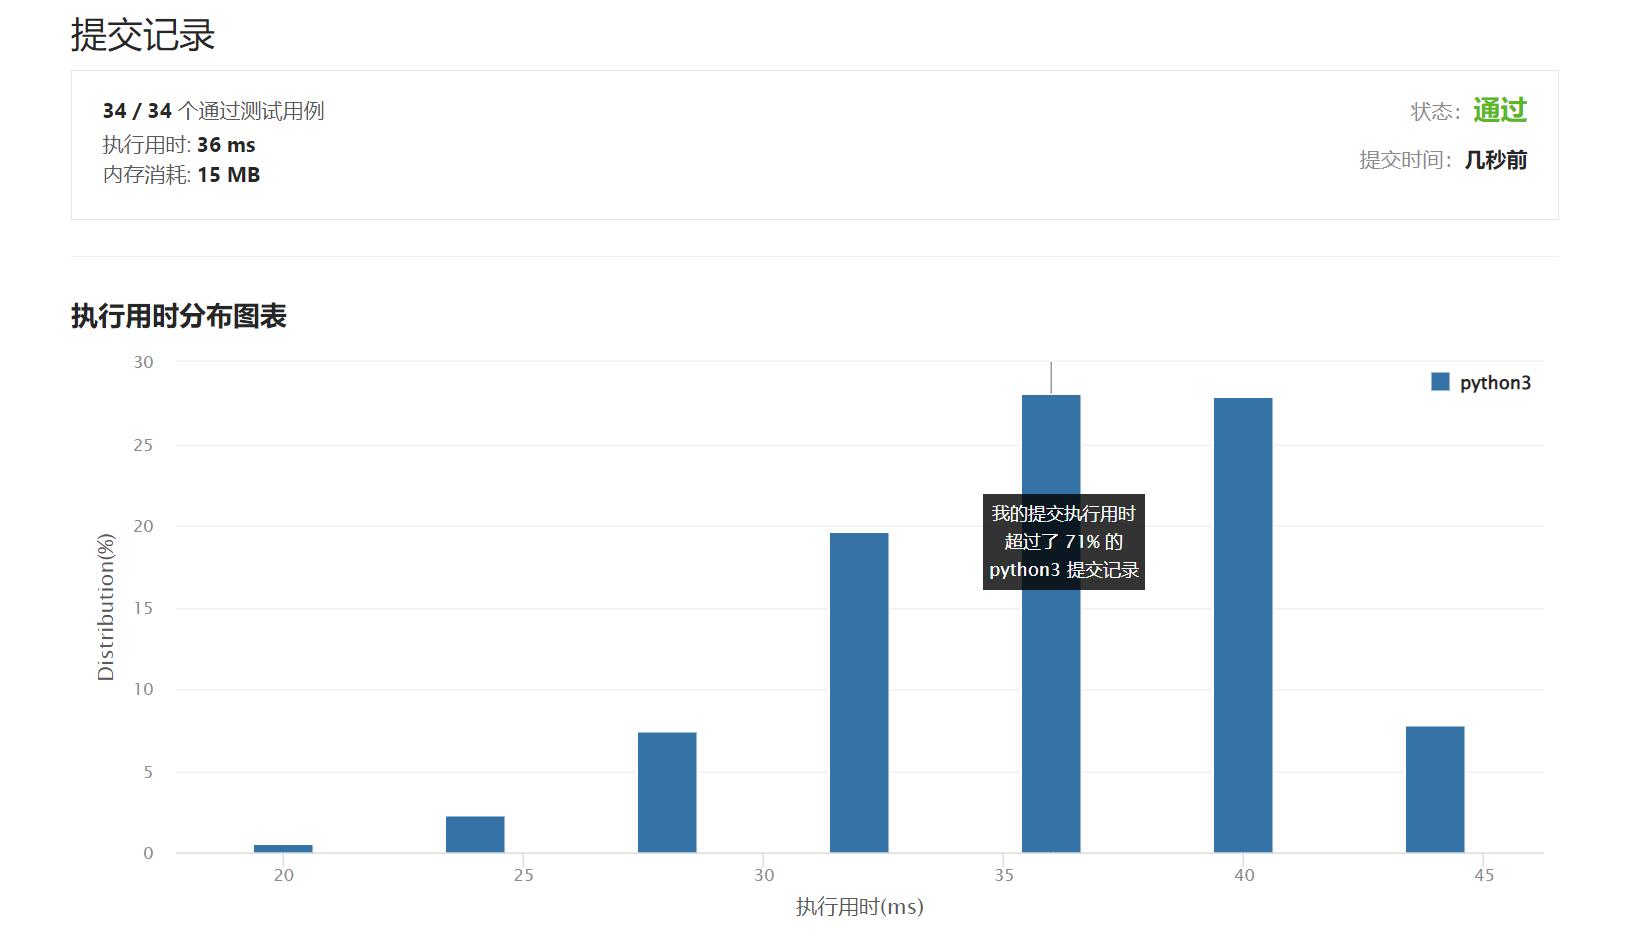 提交记录
34 / 34 个通过测试用例
状态：通过
执行用时: 36 ms
提交时间：几秒前
内存消耗: 15 MB
执行用时分布图表
30
25
20
15
10
5
0
Distribution(%)
python3
我的提交执行用时
超过了 71% 的
python3 提交记录
20 25 30 35 40 45
执行用时(ms)